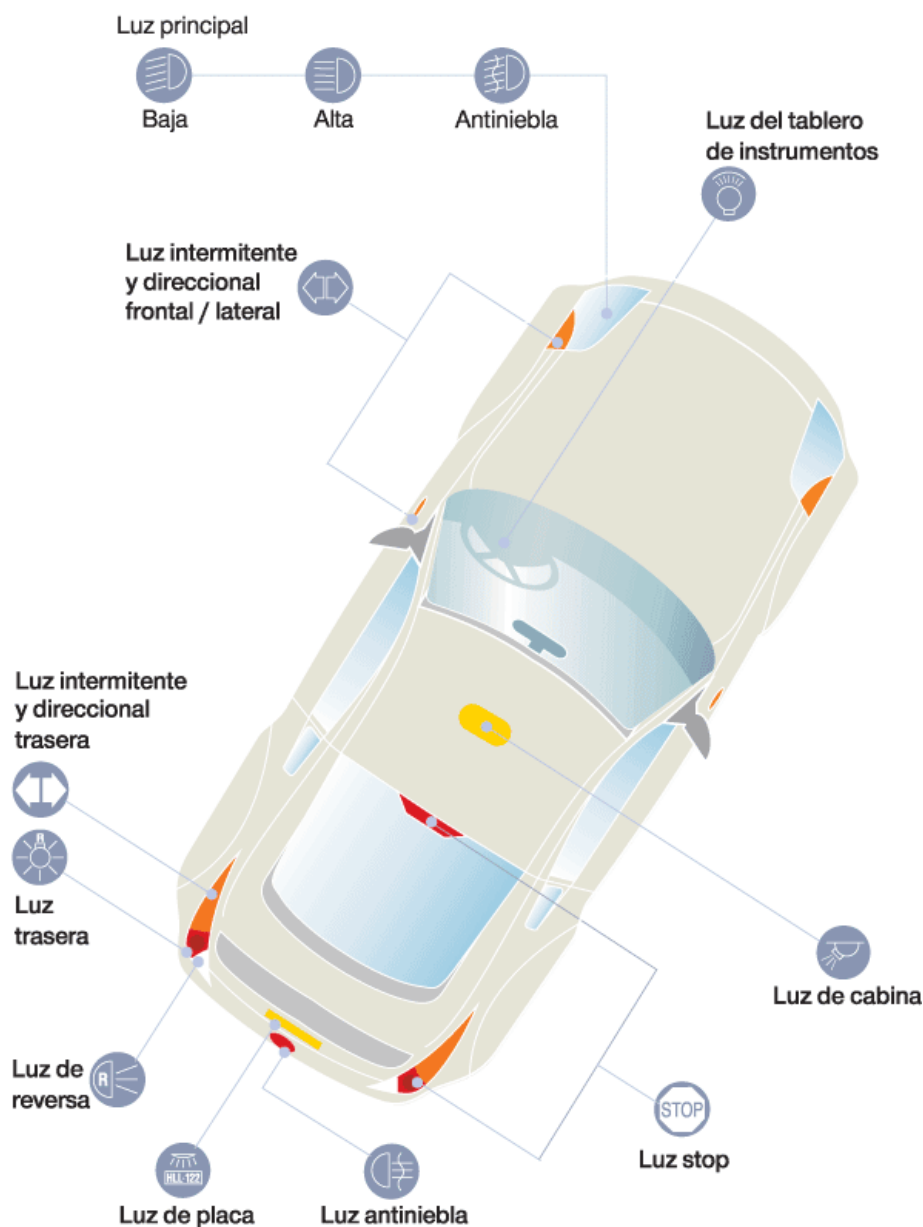 Luz principal
Baja
Alta
Antiniebla
Luz del tablero
de instrumentos
Luz intermitente
y direccional
frontal / lateral
Luz intermitente
y direccional
trasera
R
Luz
trasera
Luz de cabina
Luz de
reversa
R
STOP
Luz stop
HLL-122
Luz de placa
Luz antiniebla